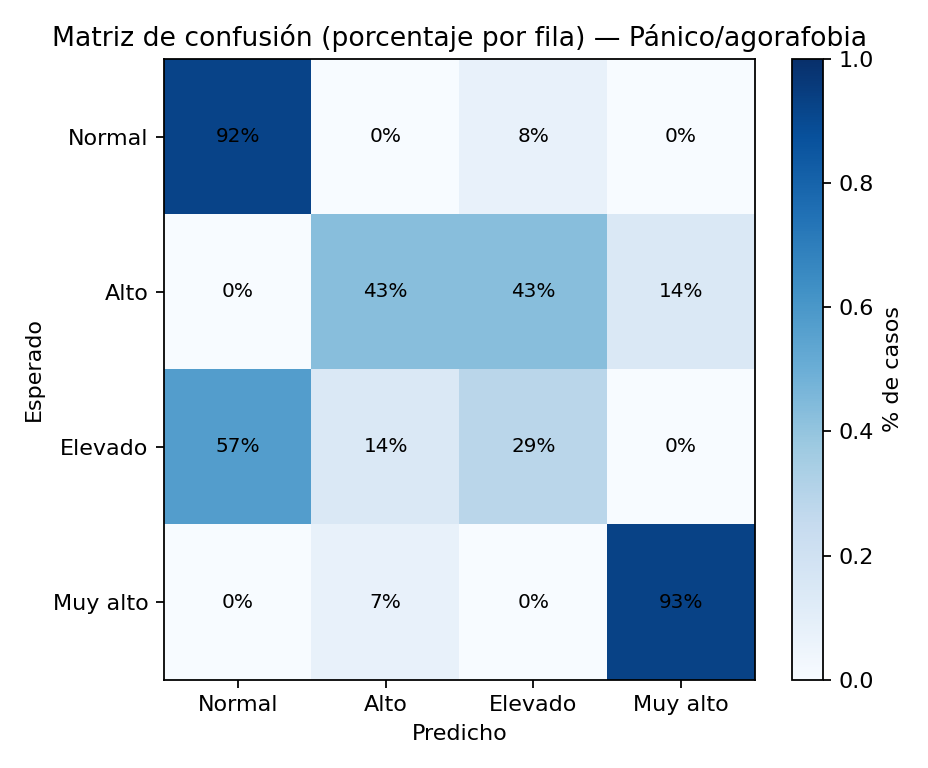 Matriz de confusión (porcentaje por fila) — Pánico/agorafobia
Normal
92%
0%
8%
0%
Alto
0%
43%
43%
14%
Elevado
57%
14%
29%
0%
Muy alto
0%
7%
0%
93%
Normal
Alto
Elevado
Muy alto
Predicho
Esperado
1.0
0.8
0.6
0.4
0.2
0.0
% de casos